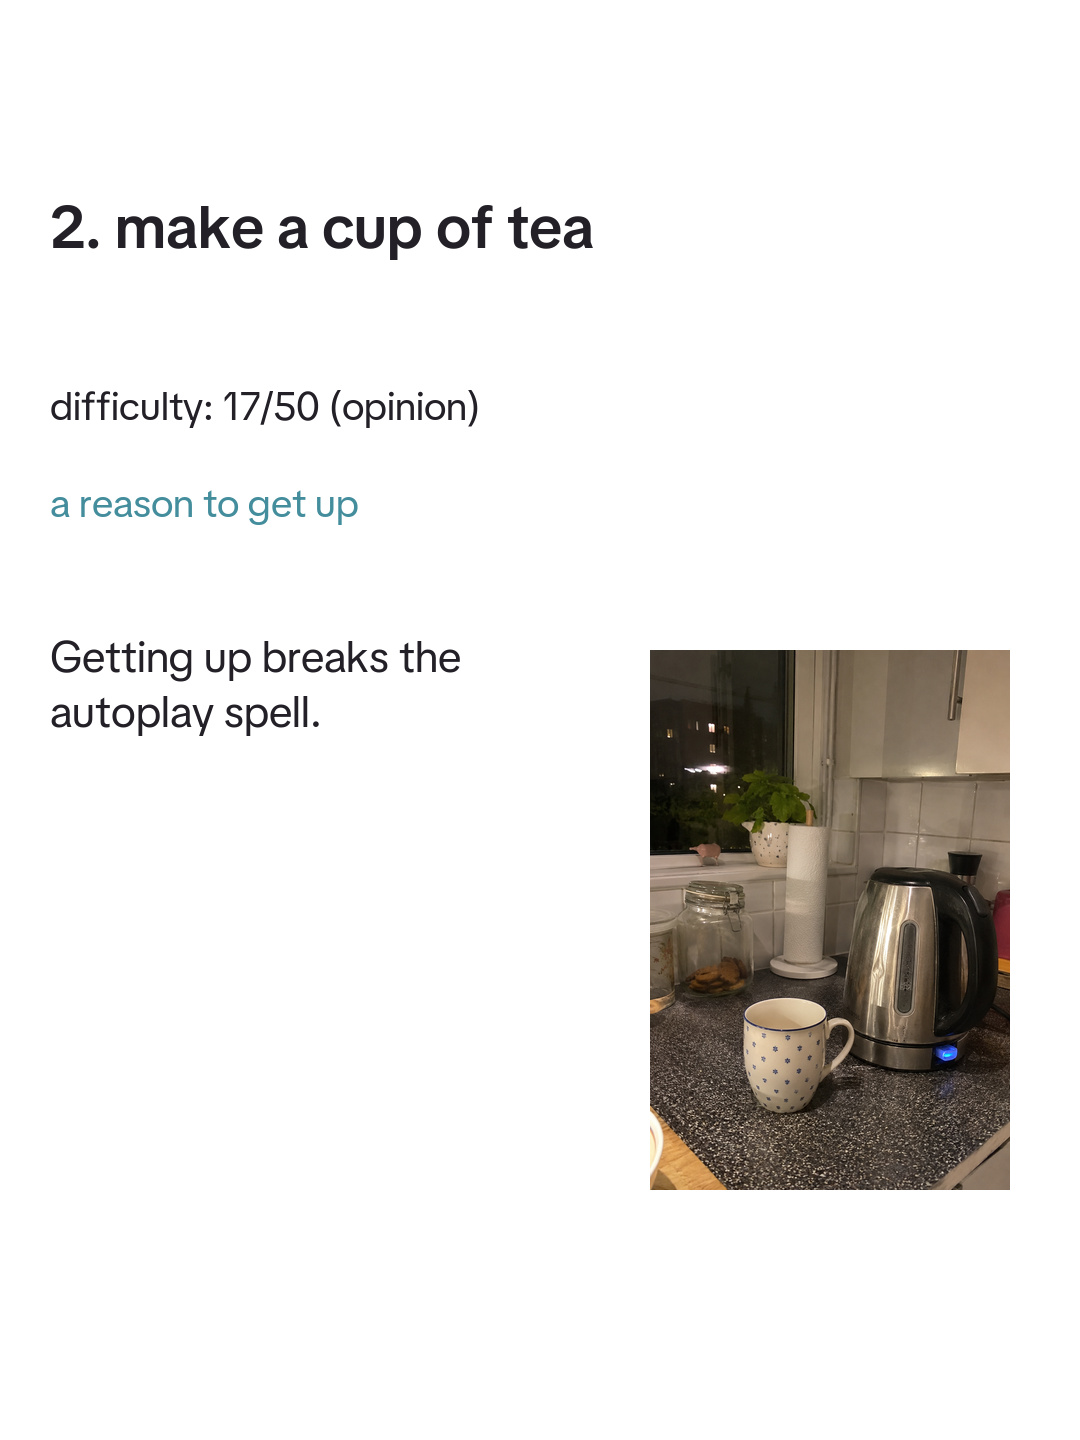 2. make a cup of tea
difficulty: 17/50 (opinion)
a reason to get up
Getting up breaks the
autoplay spell.